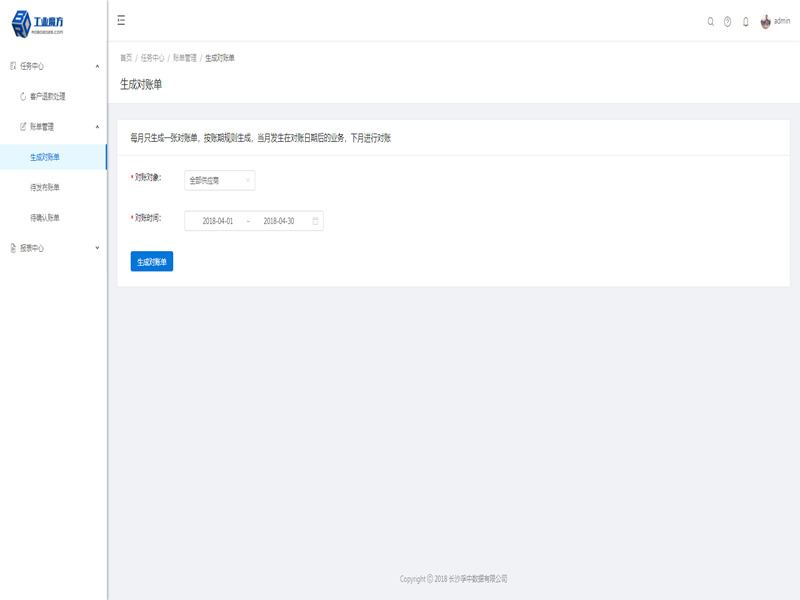 工业魔方
admin
首页 / 任务中心 / 账单管理 / 生成对账单
生成对账单
任务中心
客户退款处理
账单管理
生成对账单
待发布账单
待确认账单
报表中心
每月只生成一张对账单，按账期规则生成，当月发生在对账日期后的业务，下月进行对账
* 对账对象:
全部供应商
* 对账时间:
2018-04-01 ~ 2018-04-30
生成对账单
Copyright © 2018 长沙孚中数据有限公司